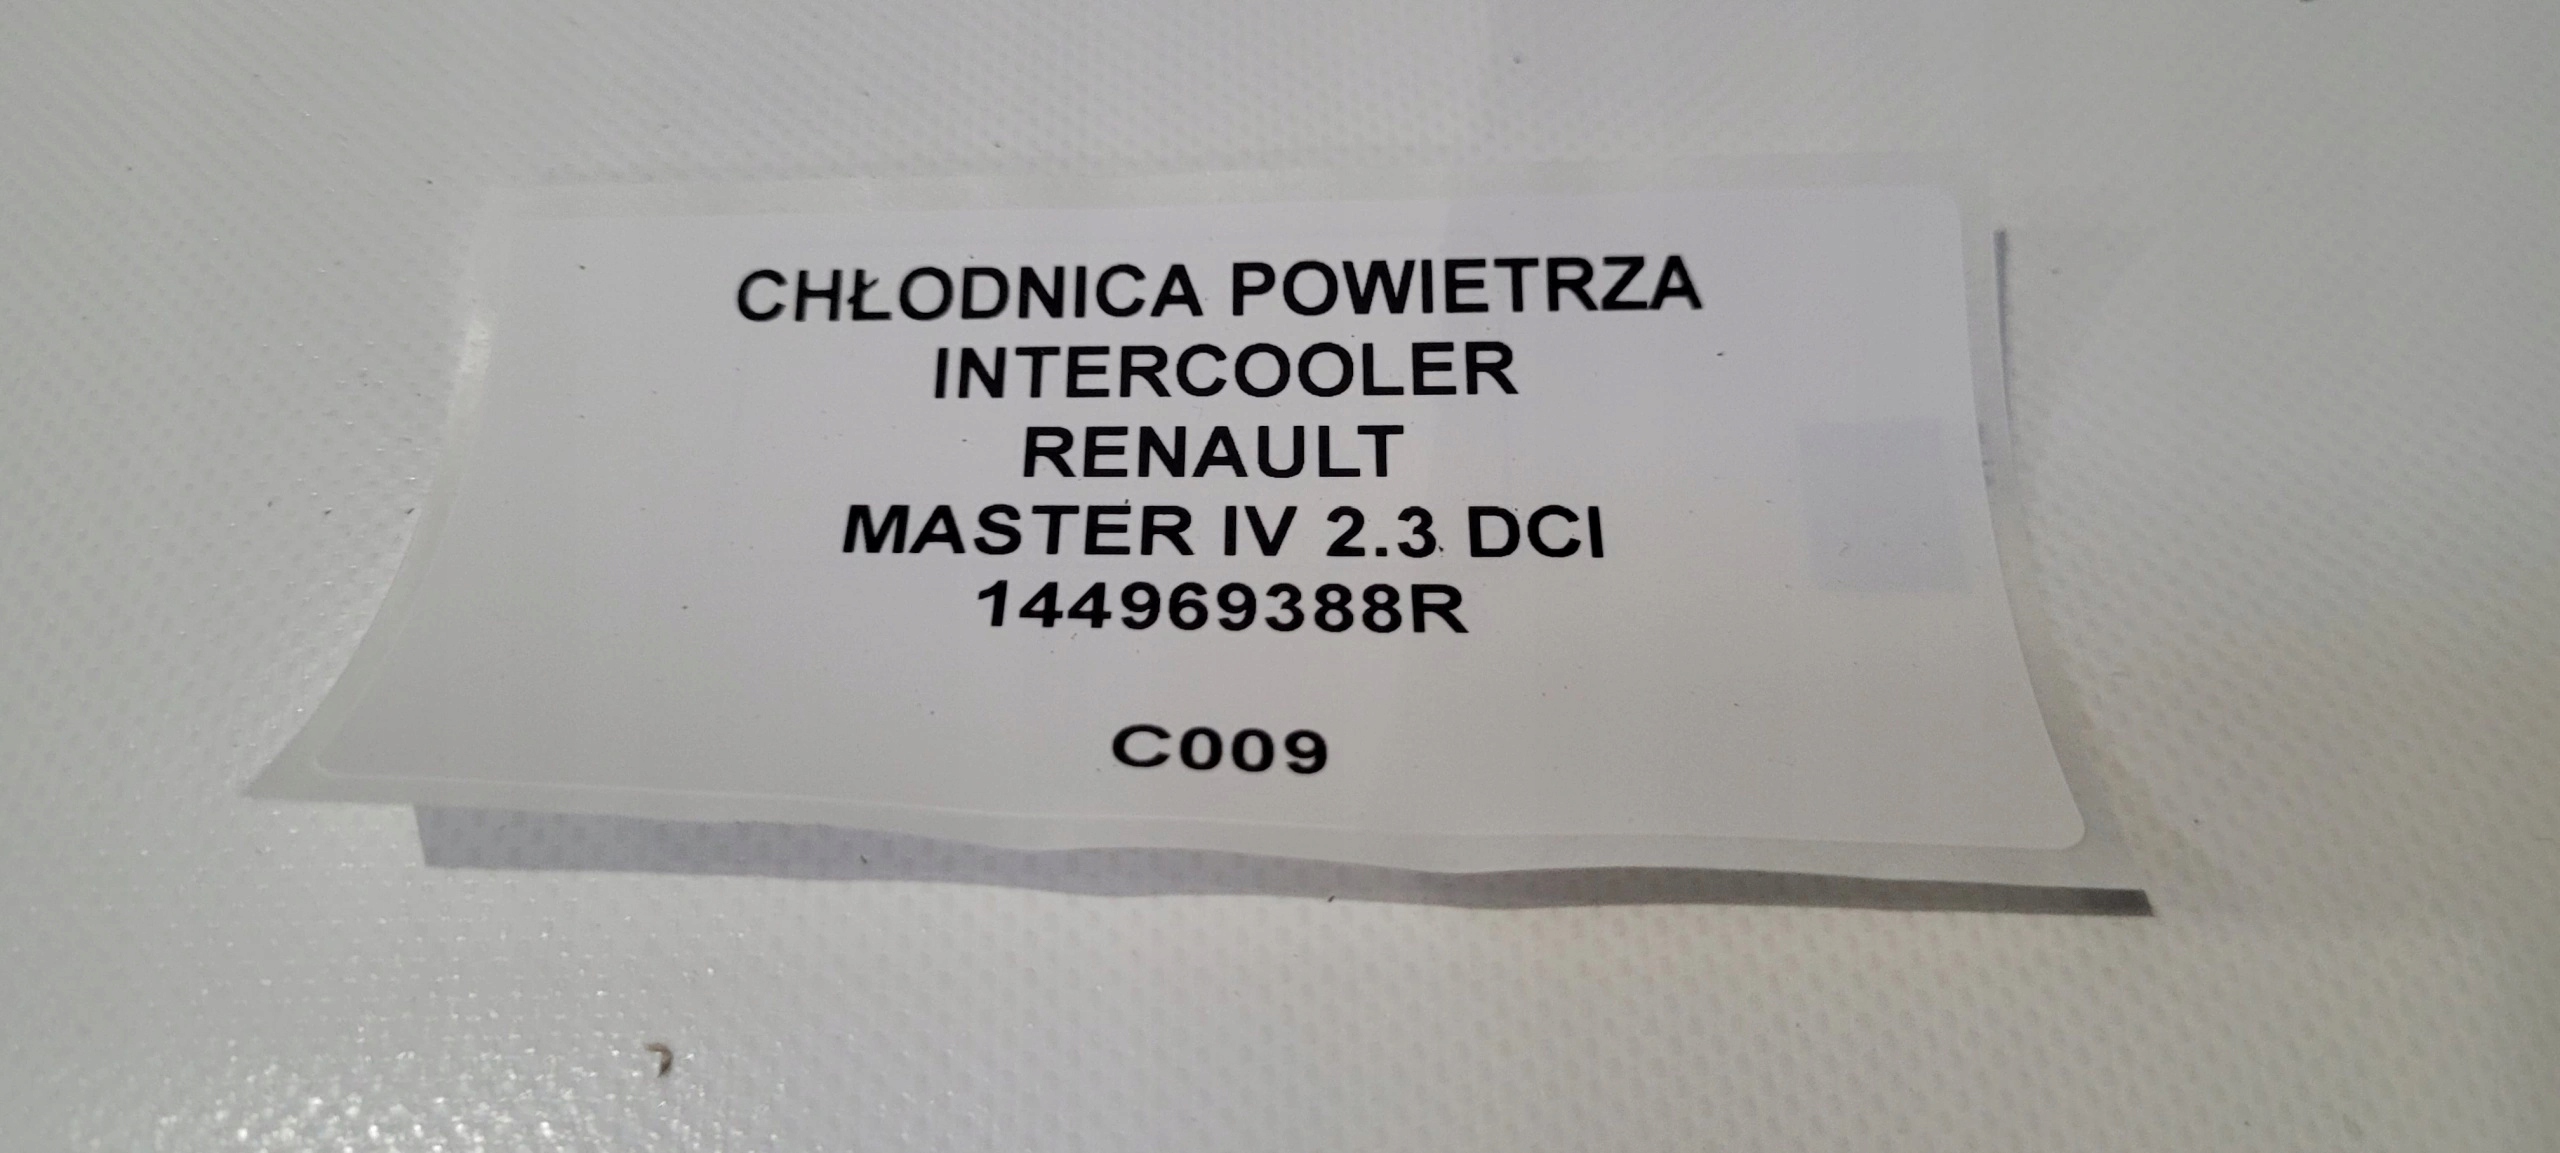 CHŁODNICA POWIETRZA
INTERCOOLER
RENAULT
MASTER IV 2.3 DCI
144969388R
C009